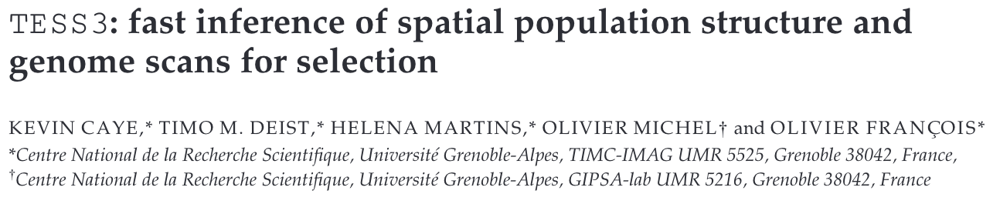 TESS3: fast inference of spatial population structure and
genome scans for selection
KEVIN CAYE,* TIMO M. DEIST,* HELENA MARTINS,* OLIVIER MICHEL† and OLIVIER FRANÇOIS*
*Centre National de la Recherche Scientifique, Université Grenoble-Alpes, TIMC-IMAG UMR 5525, Grenoble 38042, France,
†Centre National de la Recherche Scientifique, Université Grenoble-Alpes, GIPSA-lab UMR 5216, Grenoble 38042, France